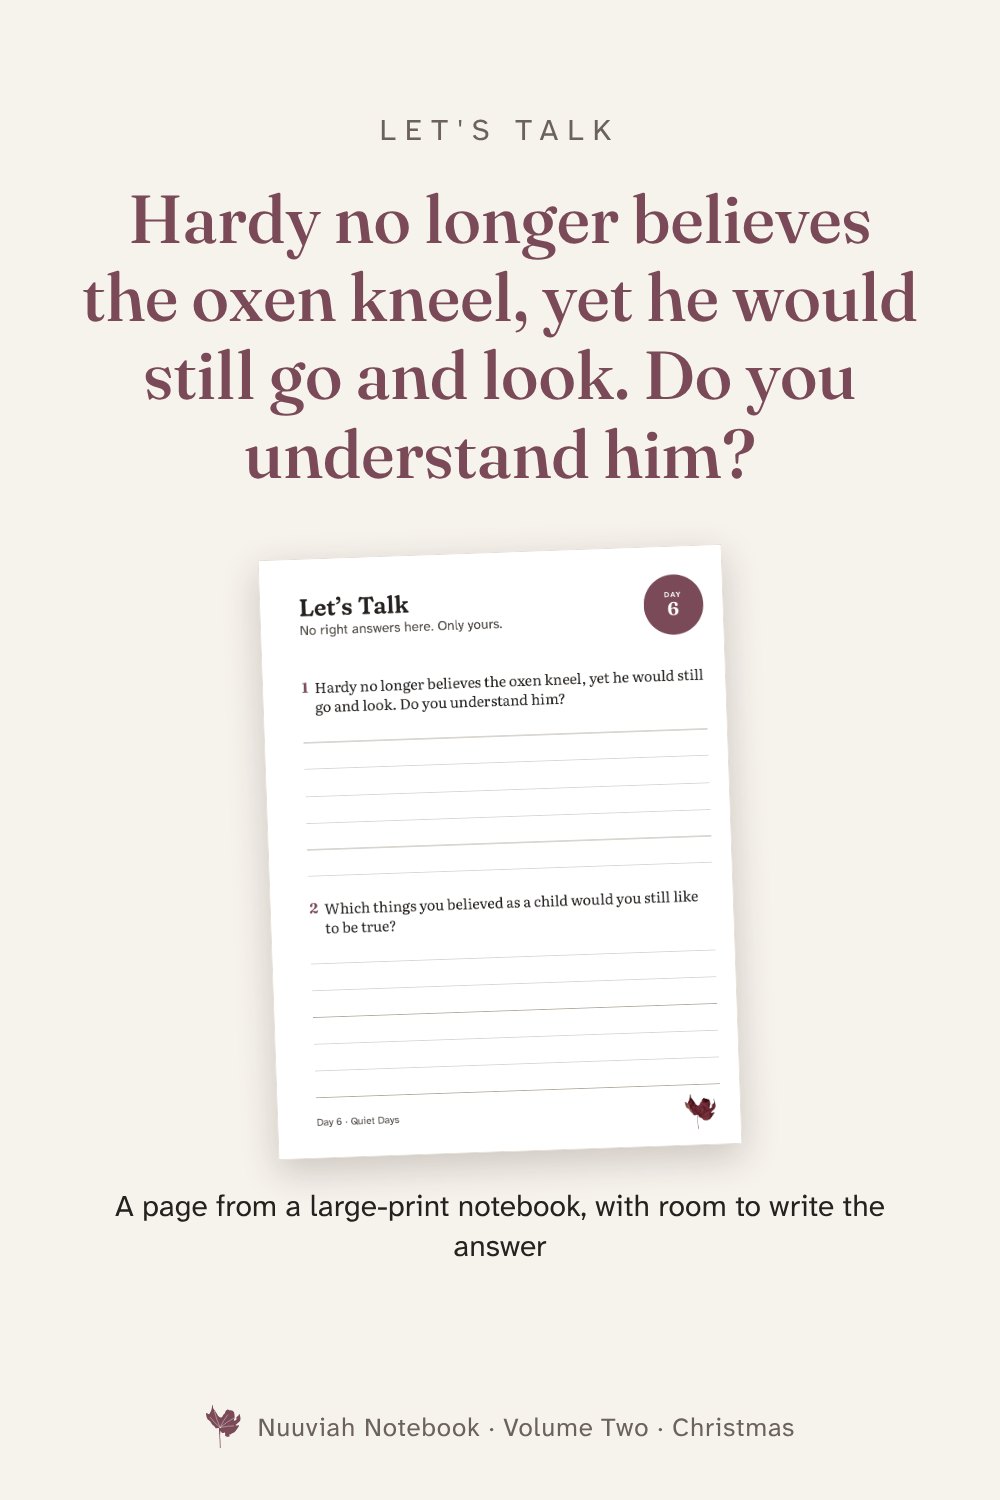 LET'S TALK
Hardy no longer believes
the oxen kneel, yet he would
still go and look. Do you
understand him?
Let’s Talk
No right answers here. Only yours.
DAY
6
1 Hardy no longer believes the oxen kneel, yet he would still
go and look. Do you understand him?
2 Which things you believed as a child would you still like
to be true?
Day 6 · Quiet Days
A page from a large-print notebook, with room to write the
answer
Nuuviah Notebook · Volume Two · Christmas